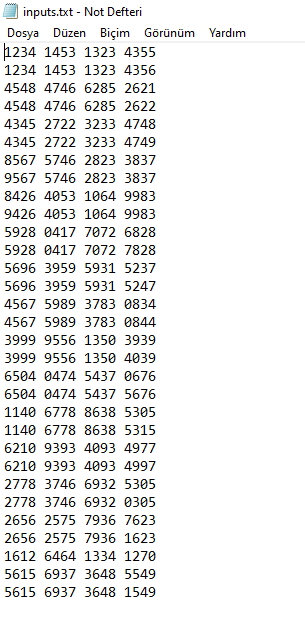 inputs.txt - Not Defteri
Dosya Düzen Biçim Görünüm Yardım
1234 1453 1323 4355
1234 1453 1323 4356
4548 4746 6285 2621
4548 4746 6285 2622
4345 2722 3233 4748
4345 2722 3233 4749
8567 5746 2823 3837
9567 5746 2823 3837
8426 4053 1064 9983
9426 4053 1064 9983
5928 0417 7072 6828
5928 0417 7072 7828
5696 3959 5931 5237
5696 3959 5931 5247
4567 5989 3783 0834
4567 5989 3783 0844
3999 9556 1350 3939
3999 9556 1350 4039
6504 0474 5437 0676
6504 0474 5437 5676
1140 6778 8638 5305
1140 6778 8638 5315
6210 9393 4093 4977
6210 9393 4093 4997
2778 3746 6932 5305
2778 3746 6932 0305
2656 2575 7936 7623
2656 2575 7936 1623
1612 6464 1334 1270
5615 6937 3648 5549
5615 6937 3648 1549